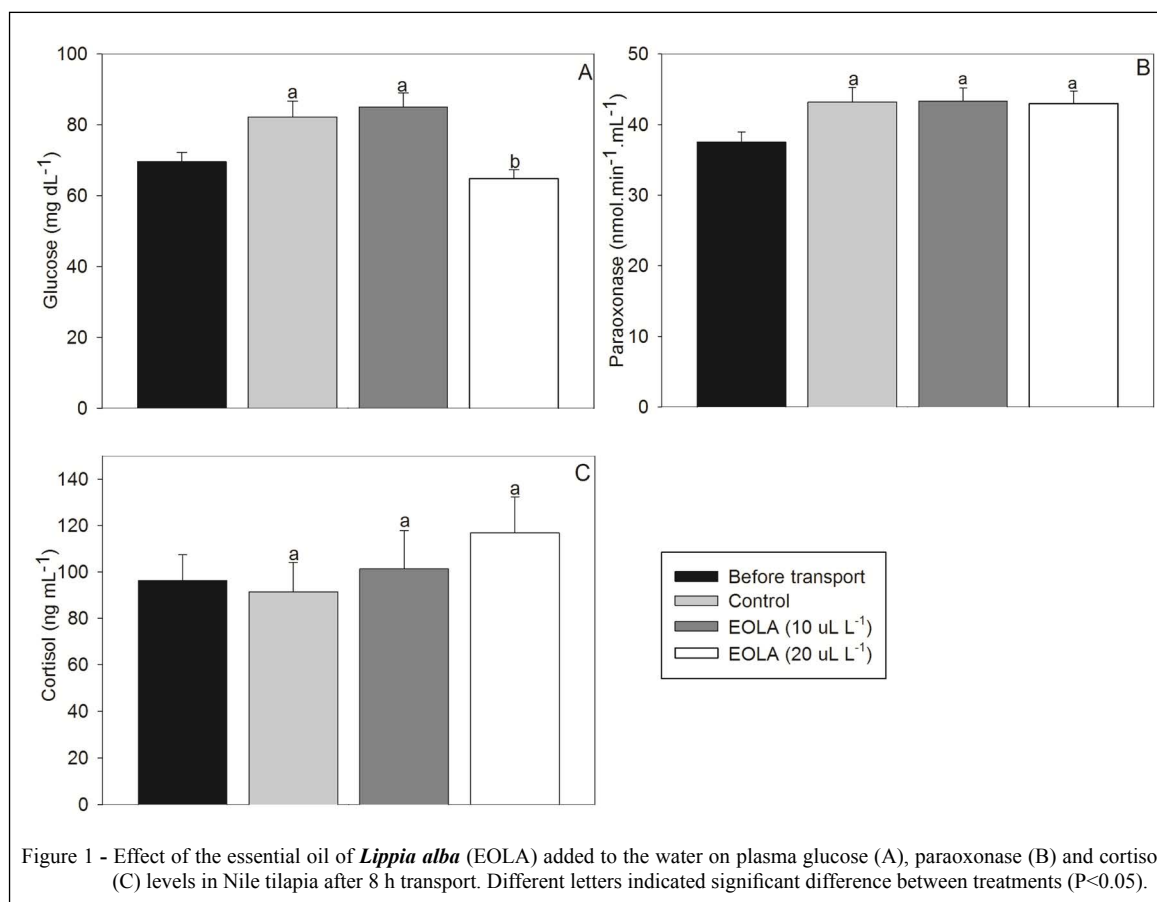 100
80
60
40
20
0
Glucose (mg dL⁻¹)
A
a
a
b
50
40
30
20
10
0
Paraoxonase (nmol.min⁻¹.mL⁻¹)
B
a
a
a
140
120
100
80
60
40
20
0
Cortisol (ng mL⁻¹)
C
a
a
a
Before transport
Control
EOLA (10 uL L⁻¹)
EOLA (20 uL L⁻¹)
Figure 1 - Effect of the essential oil of Lippia alba (EOLA) added to the water on plasma glucose (A), paraoxonase (B) and cortiso
(C) levels in Nile tilapia after 8 h transport. Different letters indicated significant difference between treatments (P<0.05).